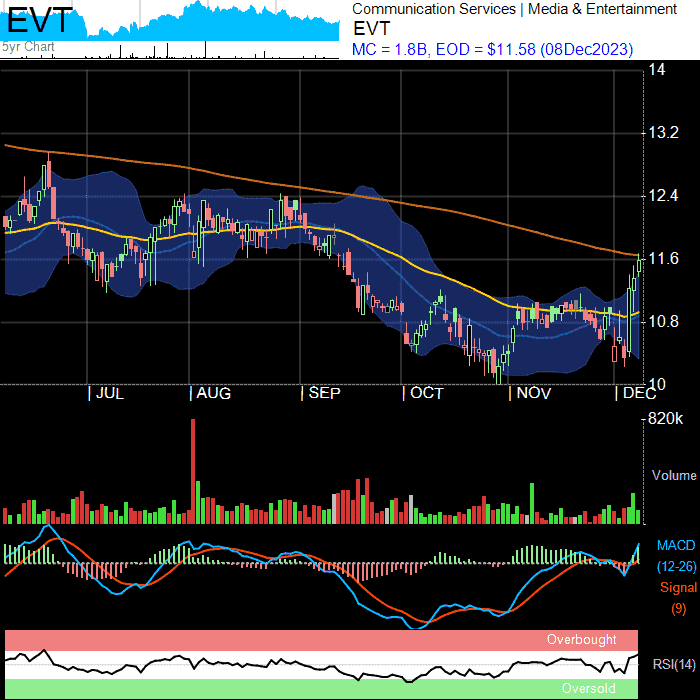 EVT
5yr Chart
Communication Services | Media & Entertainment
EVT
MC = 1.8B, EOD = $11.58 (08Dec2023)
14
13.2
12.4
11.6
10.8
10
| JUL | AUG | SEP | OCT | NOV | DEC
820k
Volume
MACD
(12-26)
Signal
(9)
Overbought
RSI(14)
Oversold